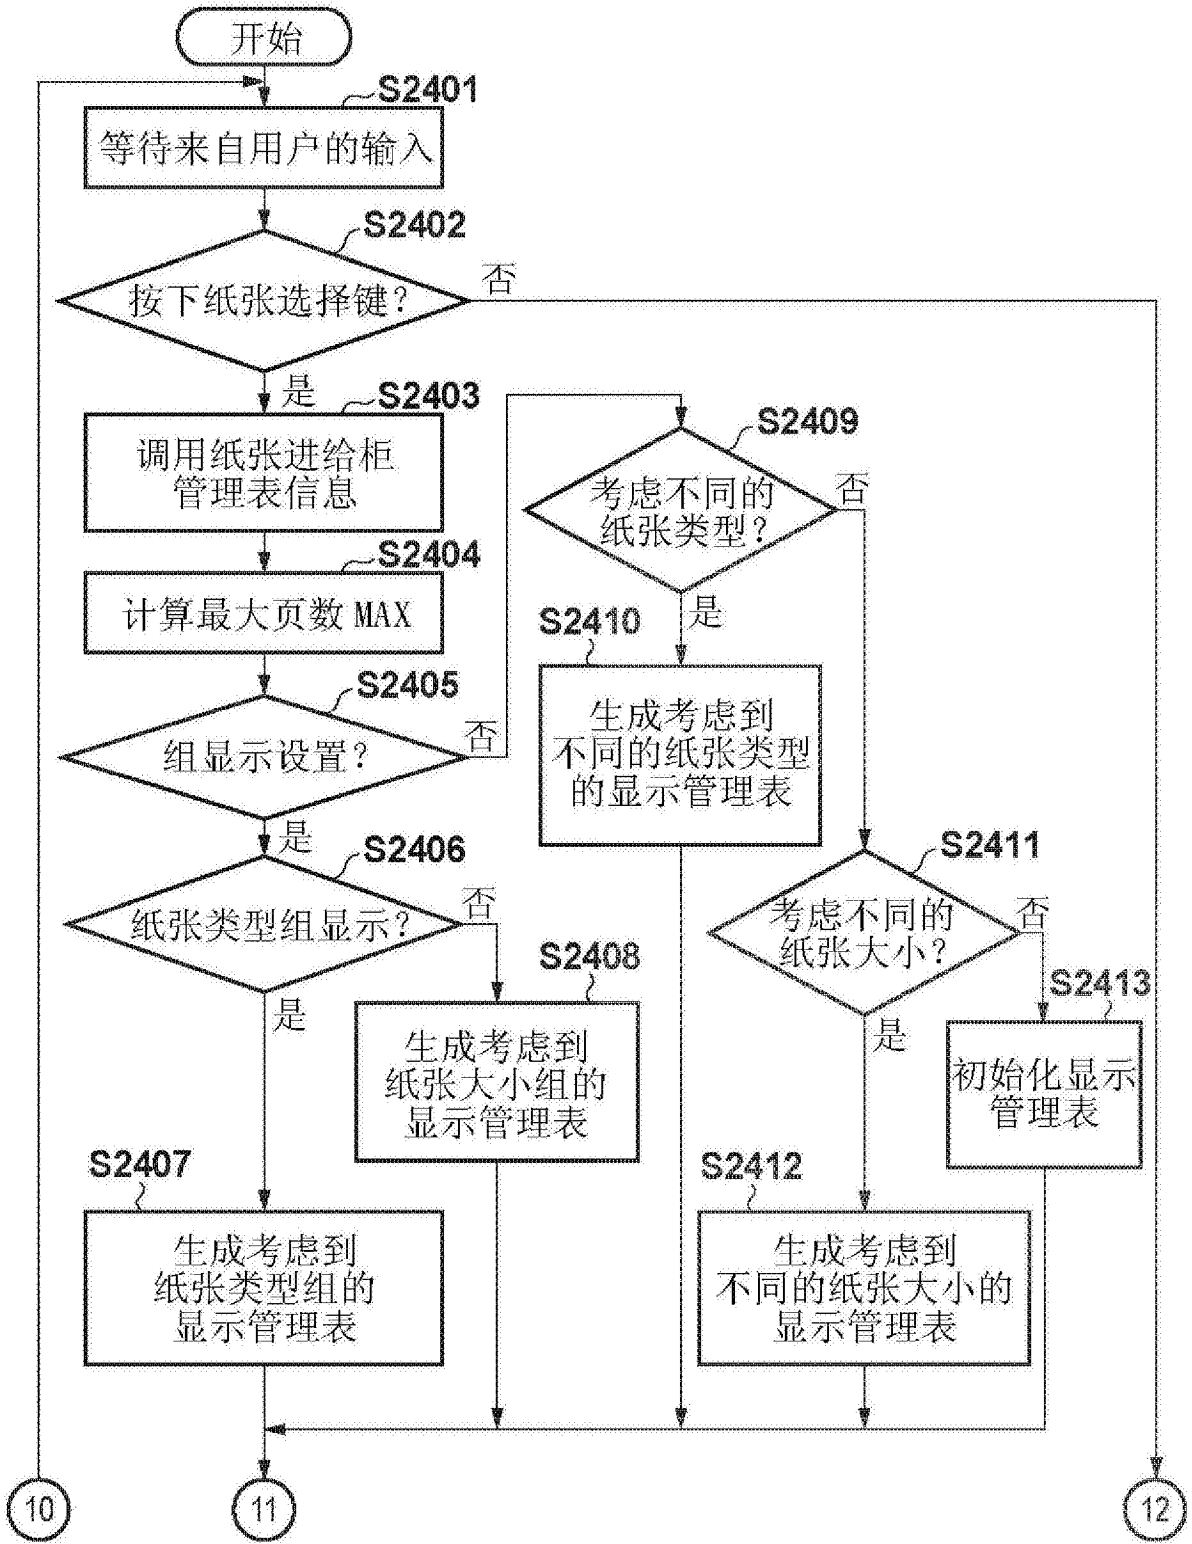 开始
S2401
等待来自用户的输入
S2402
按下纸张选择键？
否
是
S2403
调用纸张进给柜
管理表信息
S2404
计算最大页数 MAX
S2405
组显示设置？
否
是
S2406
纸张类型组显示？
否
是
S2407
生成考虑到
纸张类型组的
显示管理表
S2408
生成考虑到
纸张大小组的
显示管理表
S2409
考虑不同的
纸张类型？
否
是
S2410
生成考虑到
不同的纸张类型
的显示管理表
S2411
考虑不同的
纸张大小？
否
是
S2412
生成考虑到
不同的纸张大小的
显示管理表
S2413
初始化显示
管理表
10
11
12